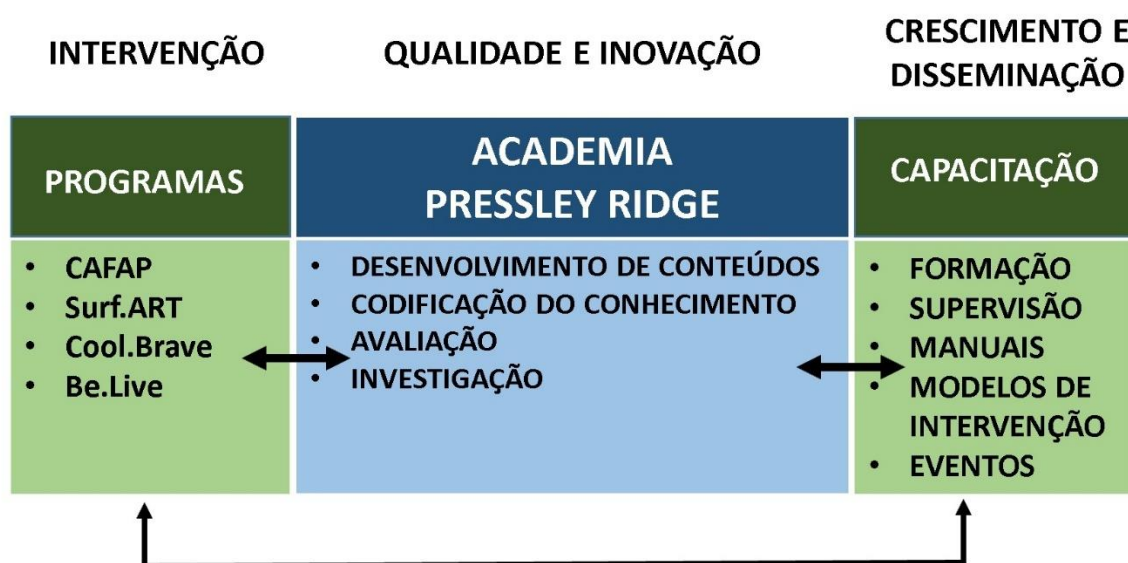 INTERVENÇÃO
QUALIDADE E INOVAÇÃO
CRESCIMENTO E
DISSEMINAÇÃO
PROGRAMAS
• CAFAP
• Surf.ART
• Cool.Brave
• Be.Live
ACADEMIA
PRESSLEY RIDGE
• DESENVOLVIMENTO DE CONTEÚDOS
• CODIFICAÇÃO DO CONHECIMENTO
• AVALIAÇÃO
• INVESTIGAÇÃO
CAPACITAÇÃO
• FORMAÇÃO
• SUPERVISÃO
• MANUAIS
• MODELOS DE
INTERVENÇÃO
• EVENTOS